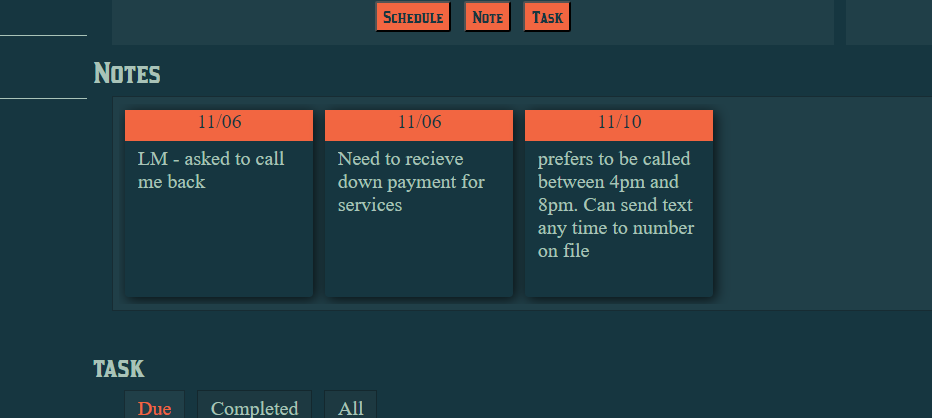 Schedule Note Task
Notes
11/06 11/06 11/10
LM - asked to call
me back
Need to recieve
down payment for
services
prefers to be called
between 4pm and
8pm. Can send text
any time to number
on file
task
Due Completed All